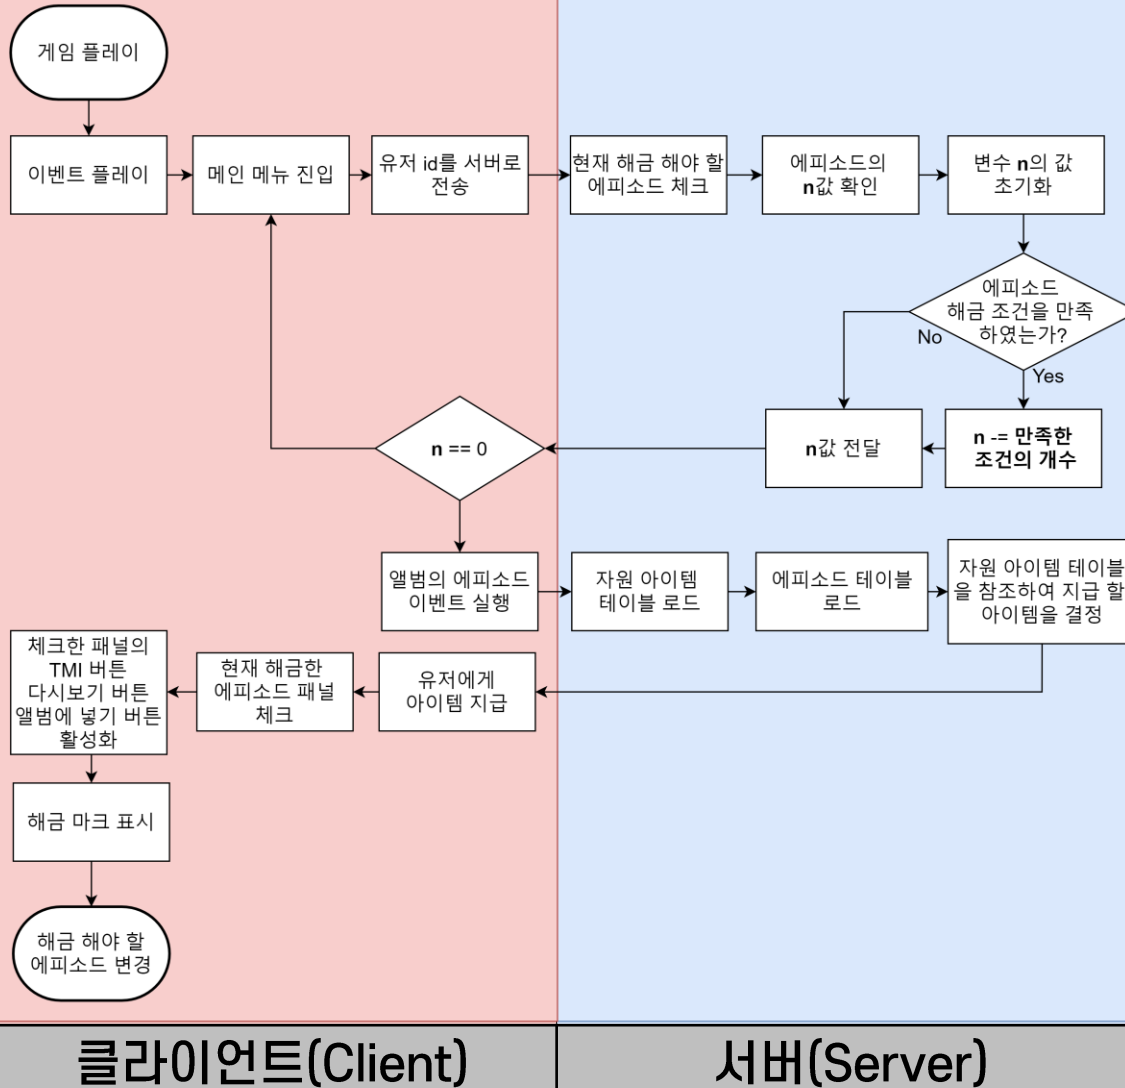 게임 플레이
이벤트 플레이
메인 메뉴 진입
유저 id를 서버로
전송
현재 해금 해야 할
에피소드 체크
에피소드의
n값 확인
변수 n의 값
초기화
에피소드
해금 조건을 만족
하였는가?
No
Yes
n == 0
n값 전달
n -= 만족한
조건의 개수
앨범의 에피소드
이벤트 실행
자원 아이템
테이블 로드
에피소드 테이블
로드
자원 아이템 테이블
을 참조하여 지급 할
아이템을 결정
체크한 패널의
TMI 버튼
다시보기 버튼
앨범에 넣기 버튼
활성화
현재 해금한
에피소드 패널
체크
유저에게
아이템 지급
해금 마크 표시
해금 해야 할
에피소드 변경
클라이언트(Client)
서버(Server)